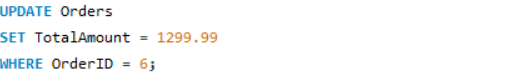 UPDATE Orders
SET TotalAmount = 1299.99
WHERE OrderID = 6;